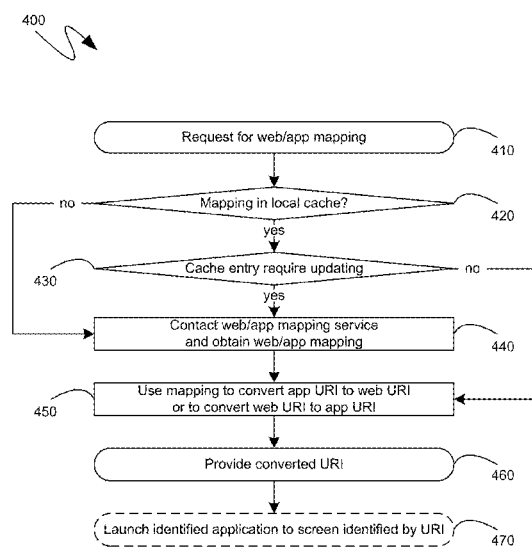 400
Request for web/app mapping
410
no
Mapping in local cache?
420
yes
430
Cache entry require updating
no
yes
Contact web/app mapping service
and obtain web/app mapping
440
450
Use mapping to convert app URI to web URI
or to convert web URI to app URI
Provide converted URI
460
Launch identified application to screen identified by URI
470